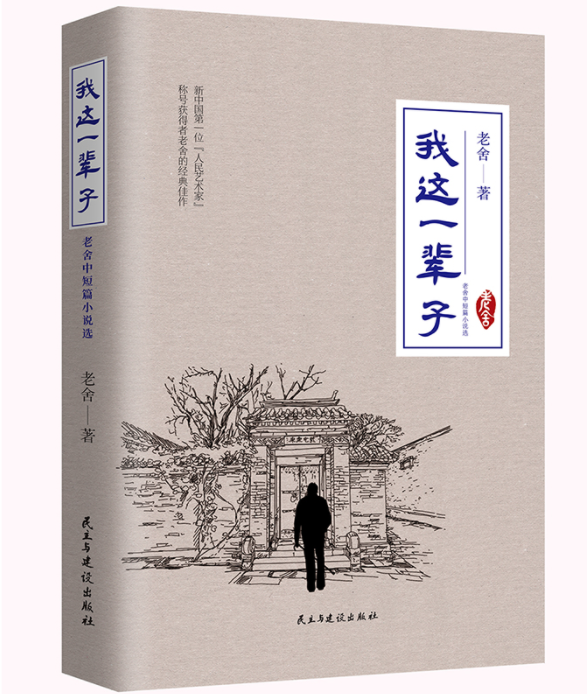 我这一辈子
老舍中短篇小说选
老舍—著
民主与建设出版社
新中国第一位『人民艺术家』
称号获得者老舍的经典佳作
老舍—著
我这一辈子
老舍中短篇小说选
老舍
民主与建设出版社